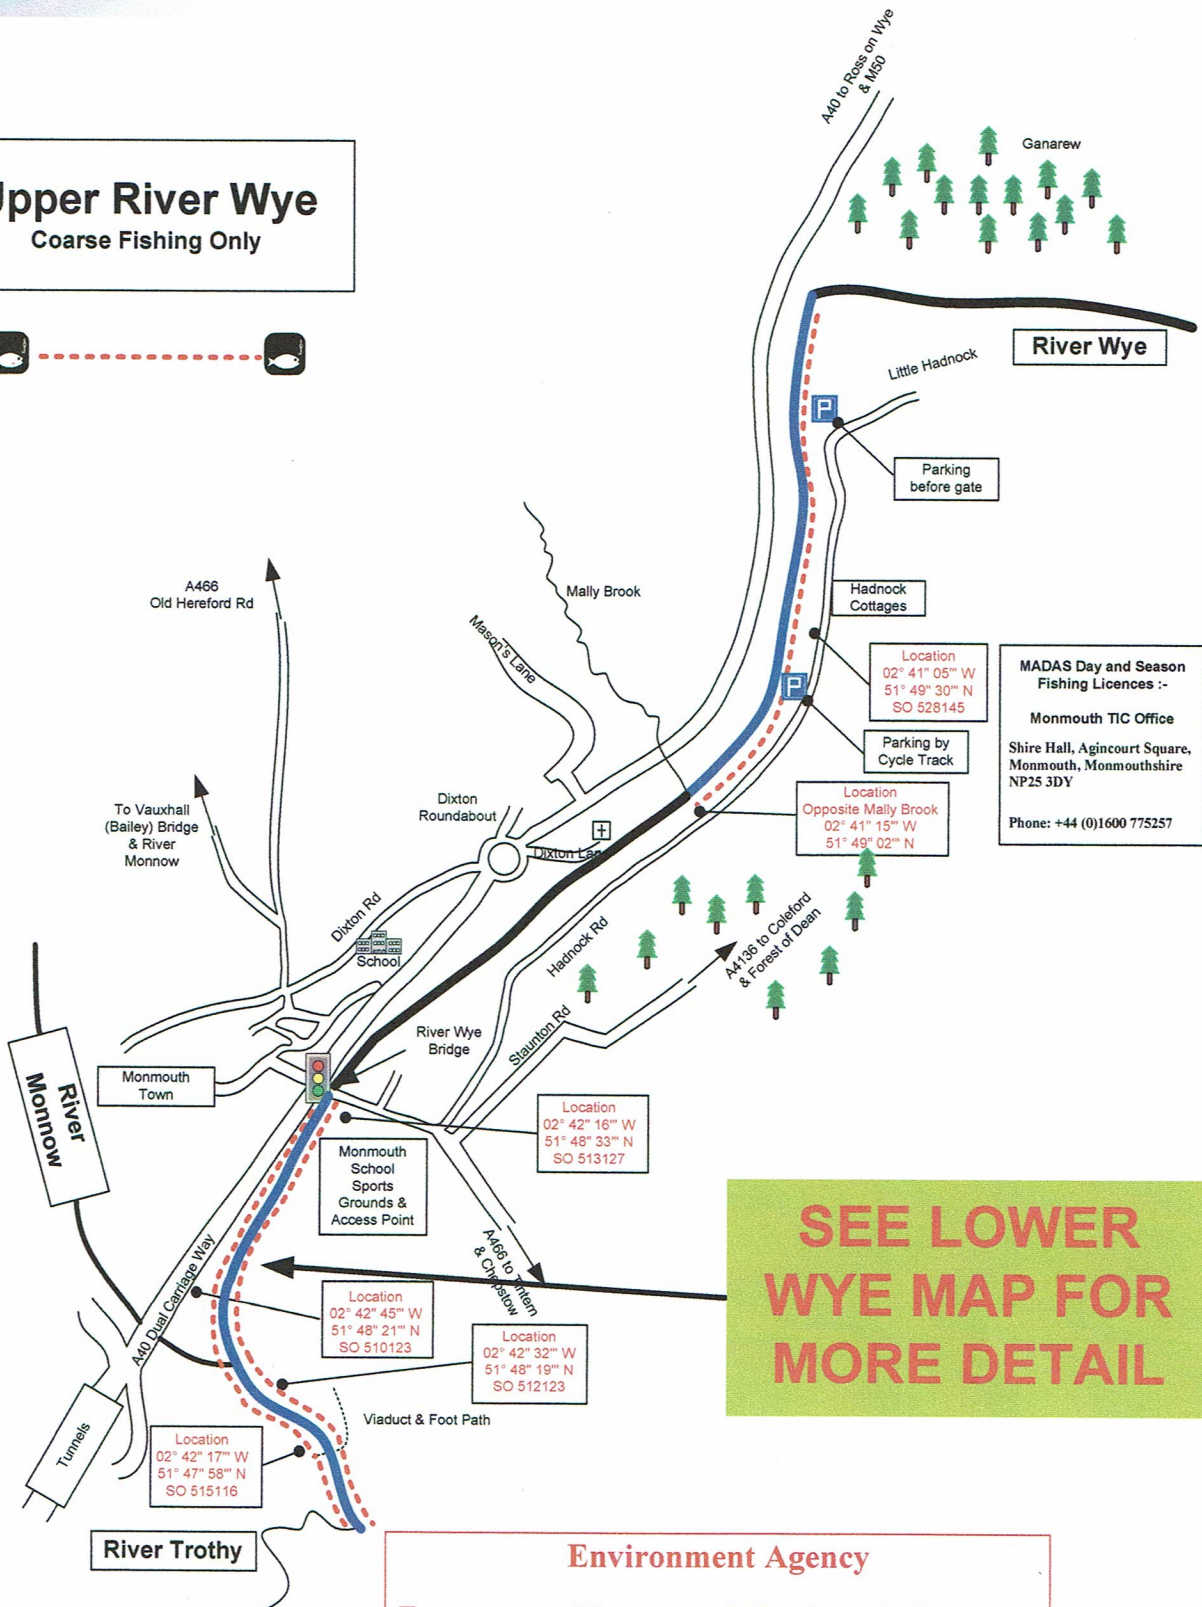 A40 to Ross on Wye
& M50
Ganarew
Upper River Wye
Coarse Fishing Only
River Wye
Little Hadnock
P
Parking
before gate
A466
Old Hereford Rd
Mally Brook
Hadnock
Cottages
Mason's Lane
Location
02° 41" 05'" W
51° 49" 30'" N
SO 528145
MADAS Day and Season
Fishing Licences :-
Monmouth TIC Office
Shire Hall, Agincourt Square,
Monmouth, Monmouthshire
NP25 3DY
Phone: +44 (0)1600 775257
P
Parking by
Cycle Track
Location
Opposite Mally Brook
02° 41" 15'" W
51° 49" 02'" N
To Vauxhall
(Bailey) Bridge
& River
Monnow
Dixton
Roundabout
Dixton Lane
Dixton Rd
School
Hadnock Rd
A4136 to Coleford
& Forest of Dean
Staunton Rd
River Wye
Bridge
Monmouth
Town
River
Monnow
Location
02° 42" 16'" W
51° 48" 33'" N
SO 513127
Monmouth
School
Sports
Grounds &
Access Point
SEE LOWER
WYE MAP FOR
MORE DETAIL
A466 to Tintern
& Chepstow
A40 Dual Carriage Way
Location
02° 42" 45'" W
51° 48" 21'" N
SO 510123
Location
02° 42" 32'" W
51° 48" 19'" N
SO 512123
Viaduct & Foot Path
Tunnels
Location
02° 42" 17'" W
51° 47" 58'" N
SO 515116
River Trothy
Environment Agency